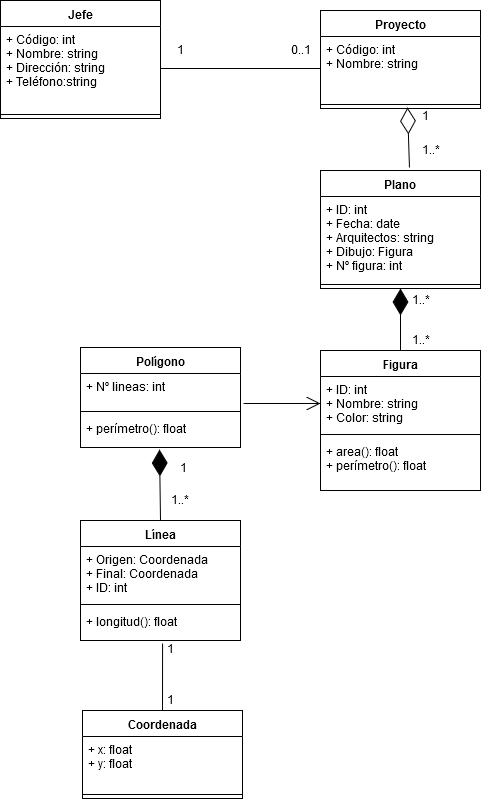 Jefe
+ Código: int
+ Nombre: string
+ Dirección: string
+ Teléfono:string
1
0..1
Proyecto
+ Código: int
+ Nombre: string
1
1..*
Plano
+ ID: int
+ Fecha: date
+ Arquitectos: string
+ Dibujo: Figura
+ Nº figura: int
1..*
1..*
Polígono
+ Nº lineas: int
+ perímetro(): float
Figura
+ ID: int
+ Nombre: string
+ Color: string
+ area(): float
+ perímetro(): float
1
1..*
Línea
+ Origen: Coordenada
+ Final: Coordenada
+ ID: int
+ longitud(): float
1
1
Coordenada
+ x: float
+ y: float